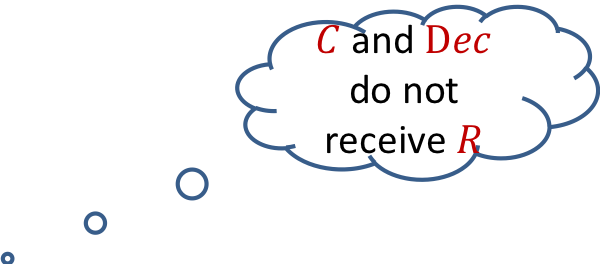 C and Dec
do not
receive R